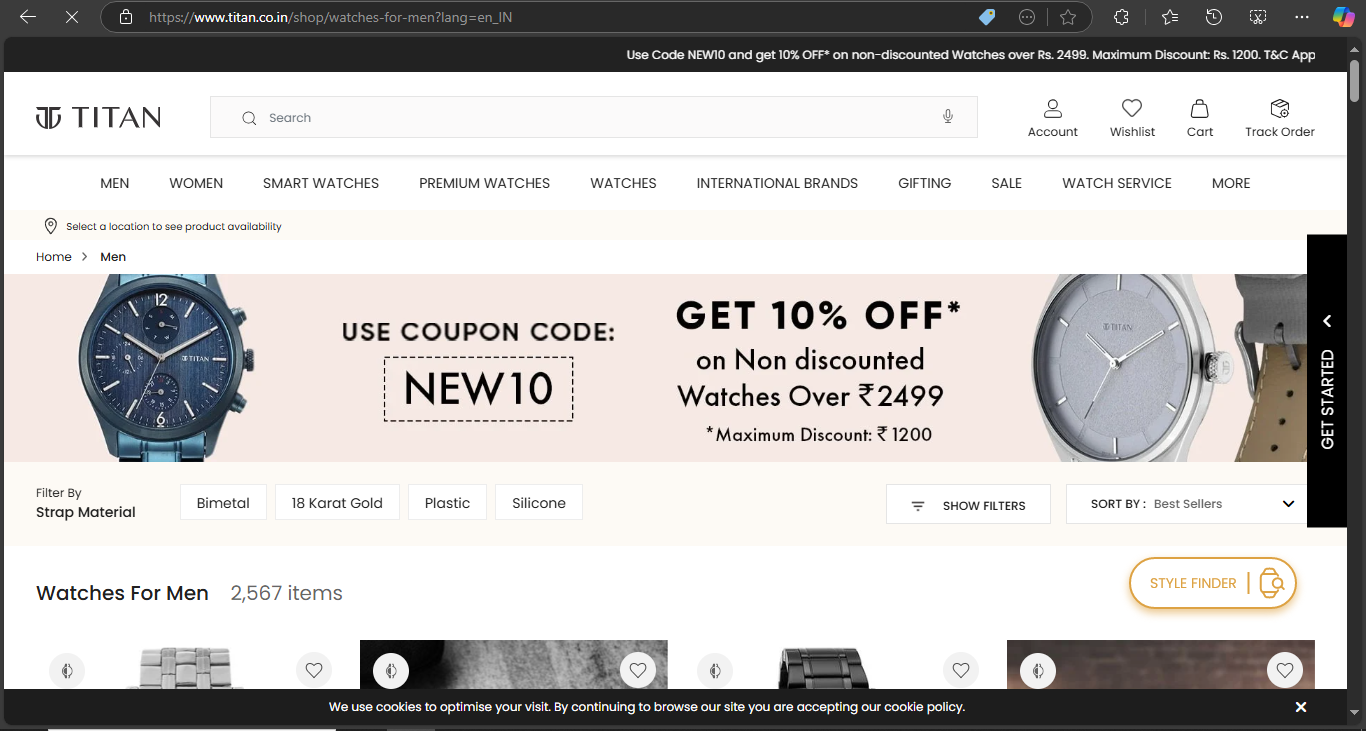 https://www.titan.co.in/shop/watches-for-men?lang=en_IN
Use Code NEW10 and get 10% OFF* on non-discounted Watches over Rs. 2499. Maximum Discount: Rs. 1200. T&C App
TITAN
Search
Account
Wishlist
Cart
Track Order
MEN
WOMEN
SMART WATCHES
PREMIUM WATCHES
WATCHES
INTERNATIONAL BRANDS
GIFTING
SALE
WATCH SERVICE
MORE
Select a location to see product availability
Home
Men
12
TITAN
6
USE COUPON CODE:
NEW10
GET 10% OFF*
on Non discounted
Watches Over ₹2499
*Maximum Discount: ₹ 1200
TITAN
GET STARTED
Filter By
Strap Material
Bimetal
18 Karat Gold
Plastic
Silicone
SHOW FILTERS
SORT BY : Best Sellers
Watches For Men
2,567 items
STYLE FINDER
We use cookies to optimise your visit. By continuing to browse our site you are accepting our cookie policy.